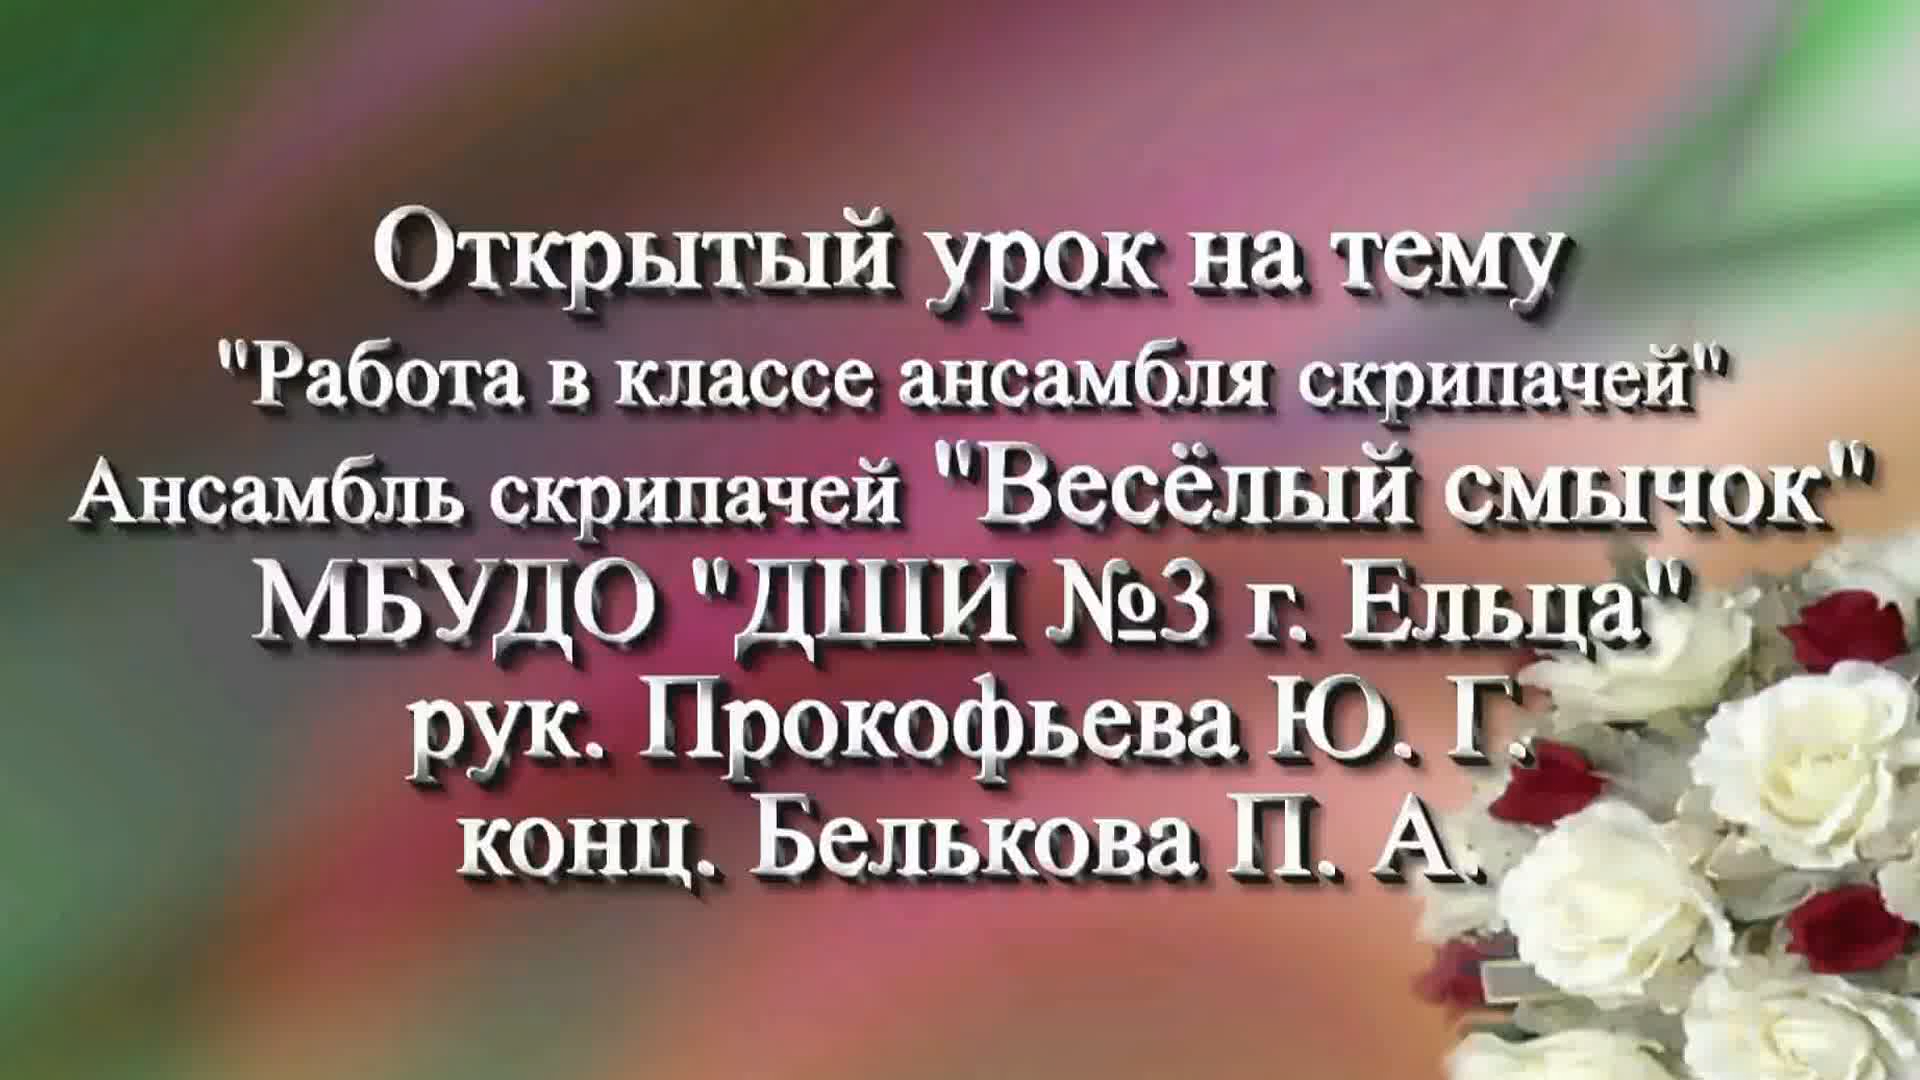 Открытый урок на тему
"Работа в классе ансамбля скрипачей"
Ансамбль скрипачей "Весёлый смычок"
МБУДО "ДШИ №3 г. Ельца"
рук. Прокофьева Ю. Г.
конц. Белькова П. А.